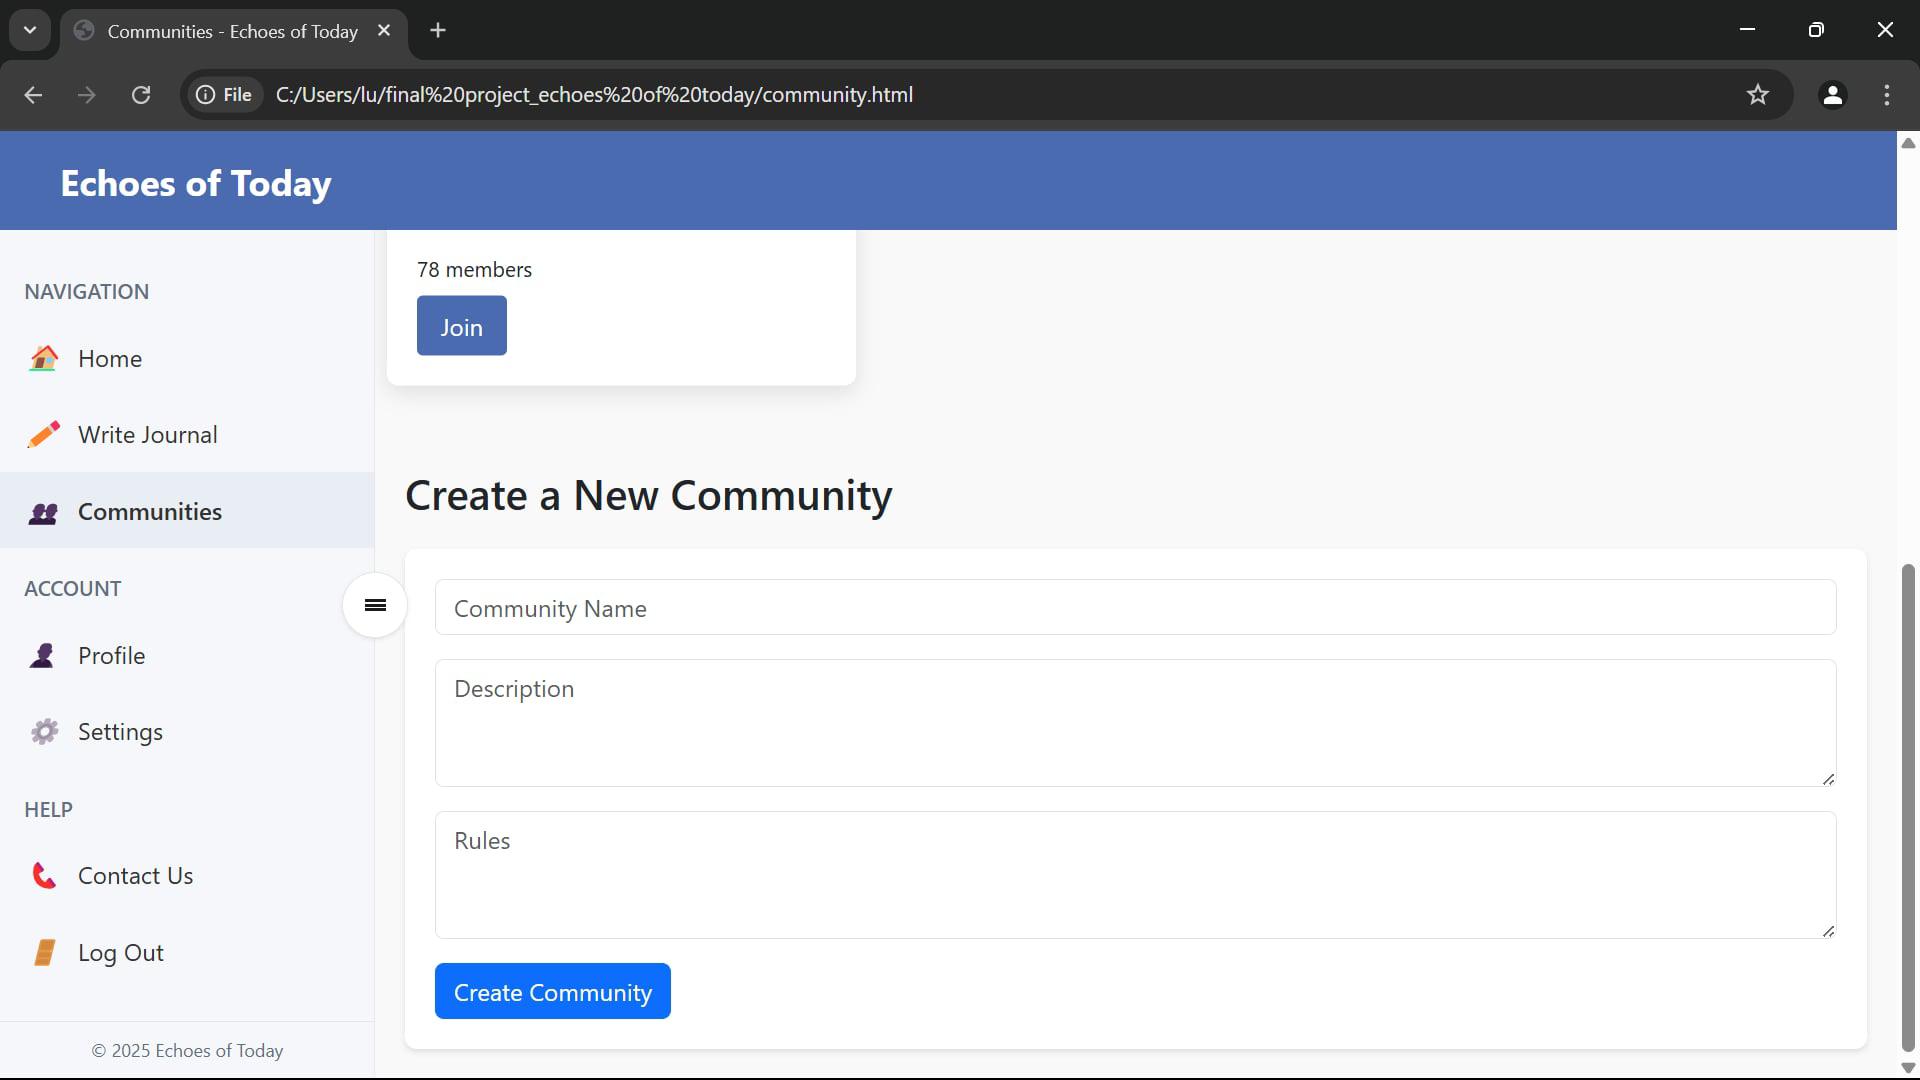 Communities - Echoes of Today
File
C:/Users/lu/final%20project_echoes%20of%20today/community.html
Echoes of Today
NAVIGATION
Home
Write Journal
Communities
ACCOUNT
Profile
Settings
HELP
Contact Us
Log Out
© 2025 Echoes of Today
78 members
Join
Create a New Community
Community Name
Description
Rules
Create Community